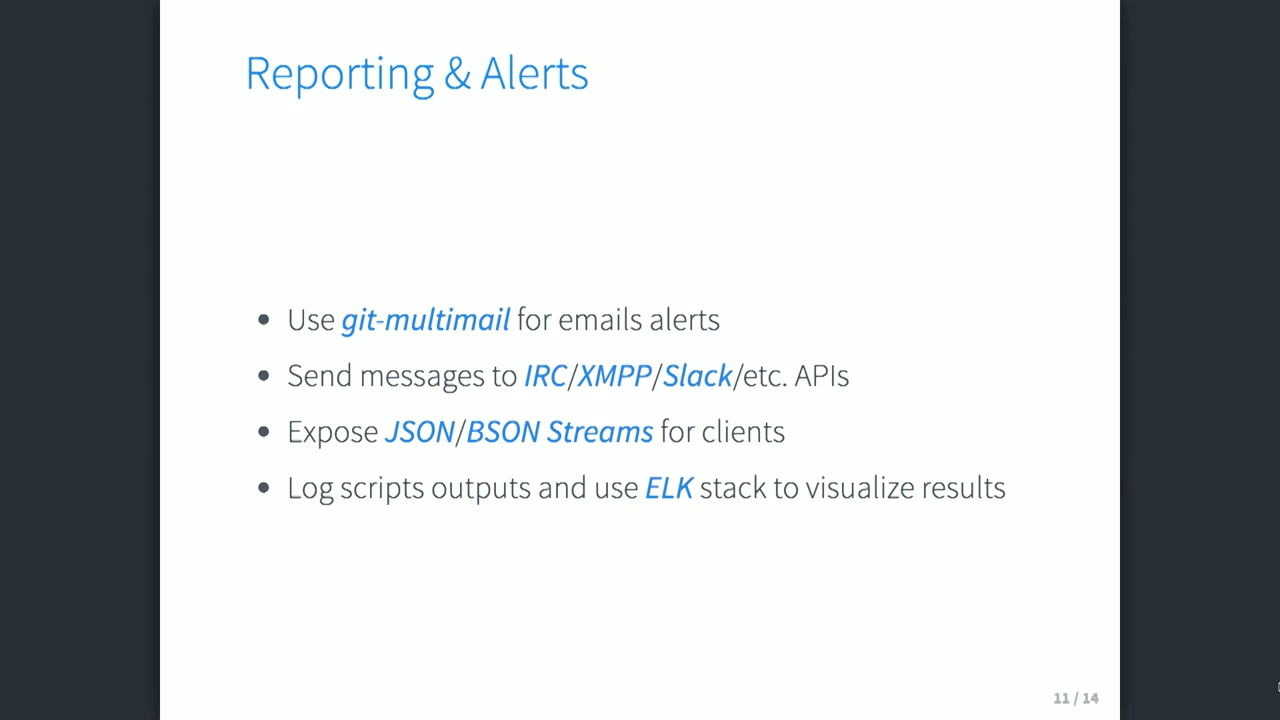 Reporting & Alerts
Use git-multimail for emails alerts
Send messages to IRC/XMPP/Slack/etc. APIs
Expose JSON/BSON Streams for clients
Log scripts outputs and use ELK stack to visualize results
11 / 14